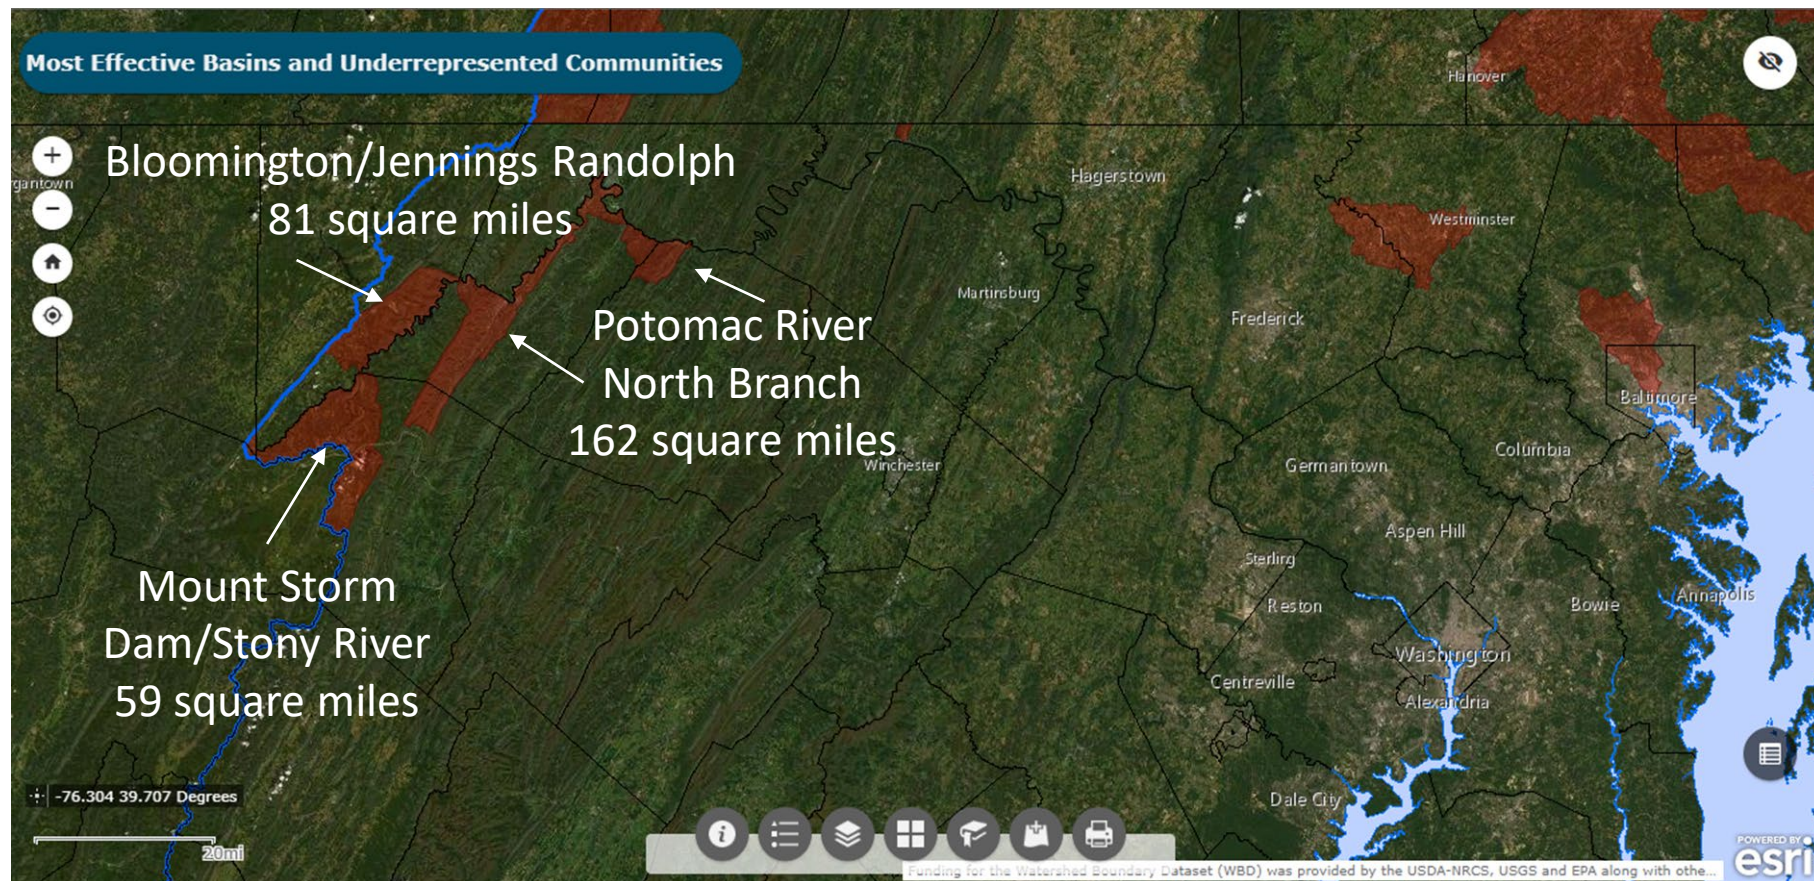 Most Effective Basins and Underrepresented Communities
Hanover
Bloomington/Jennings Randolph
81 square miles
gantown
Hagerstown
Westminster
Martinsburg
Frederick
Potomac River
North Branch
162 square miles
Winchester
Baltimore
Columbia
Germantown
Aspen Hill
Sterling
Reston
Bowie
Annapolis
Mount Storm
Dam/Stony River
59 square miles
Washington
Centreville
Alexandria
Dale City
-76.304 39.707 Degrees
20mi
POWERED BY
esri
Funding for the Watershed Boundary Dataset (WBD) was provided by the USDA-NRCS, USGS and EPA along with othe...